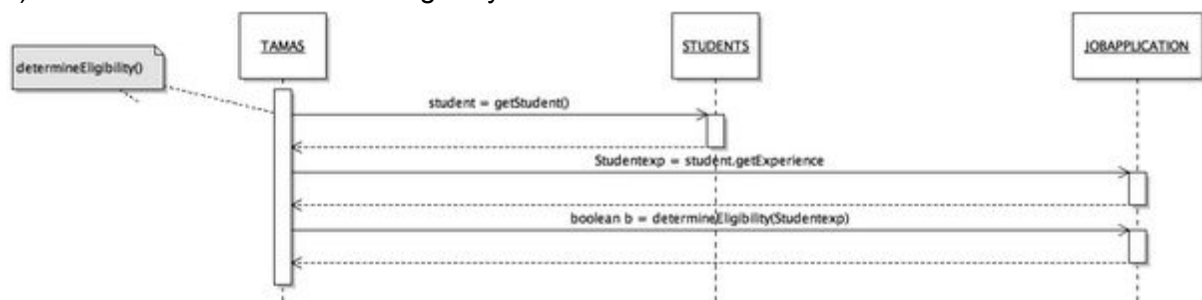 TAMAS
STUDENTS
JOBAPPLICATION
determineEligibility()
student = getStudent()
Studentexp = student.getExperience
boolean b = determineEligibility(Studentexp)